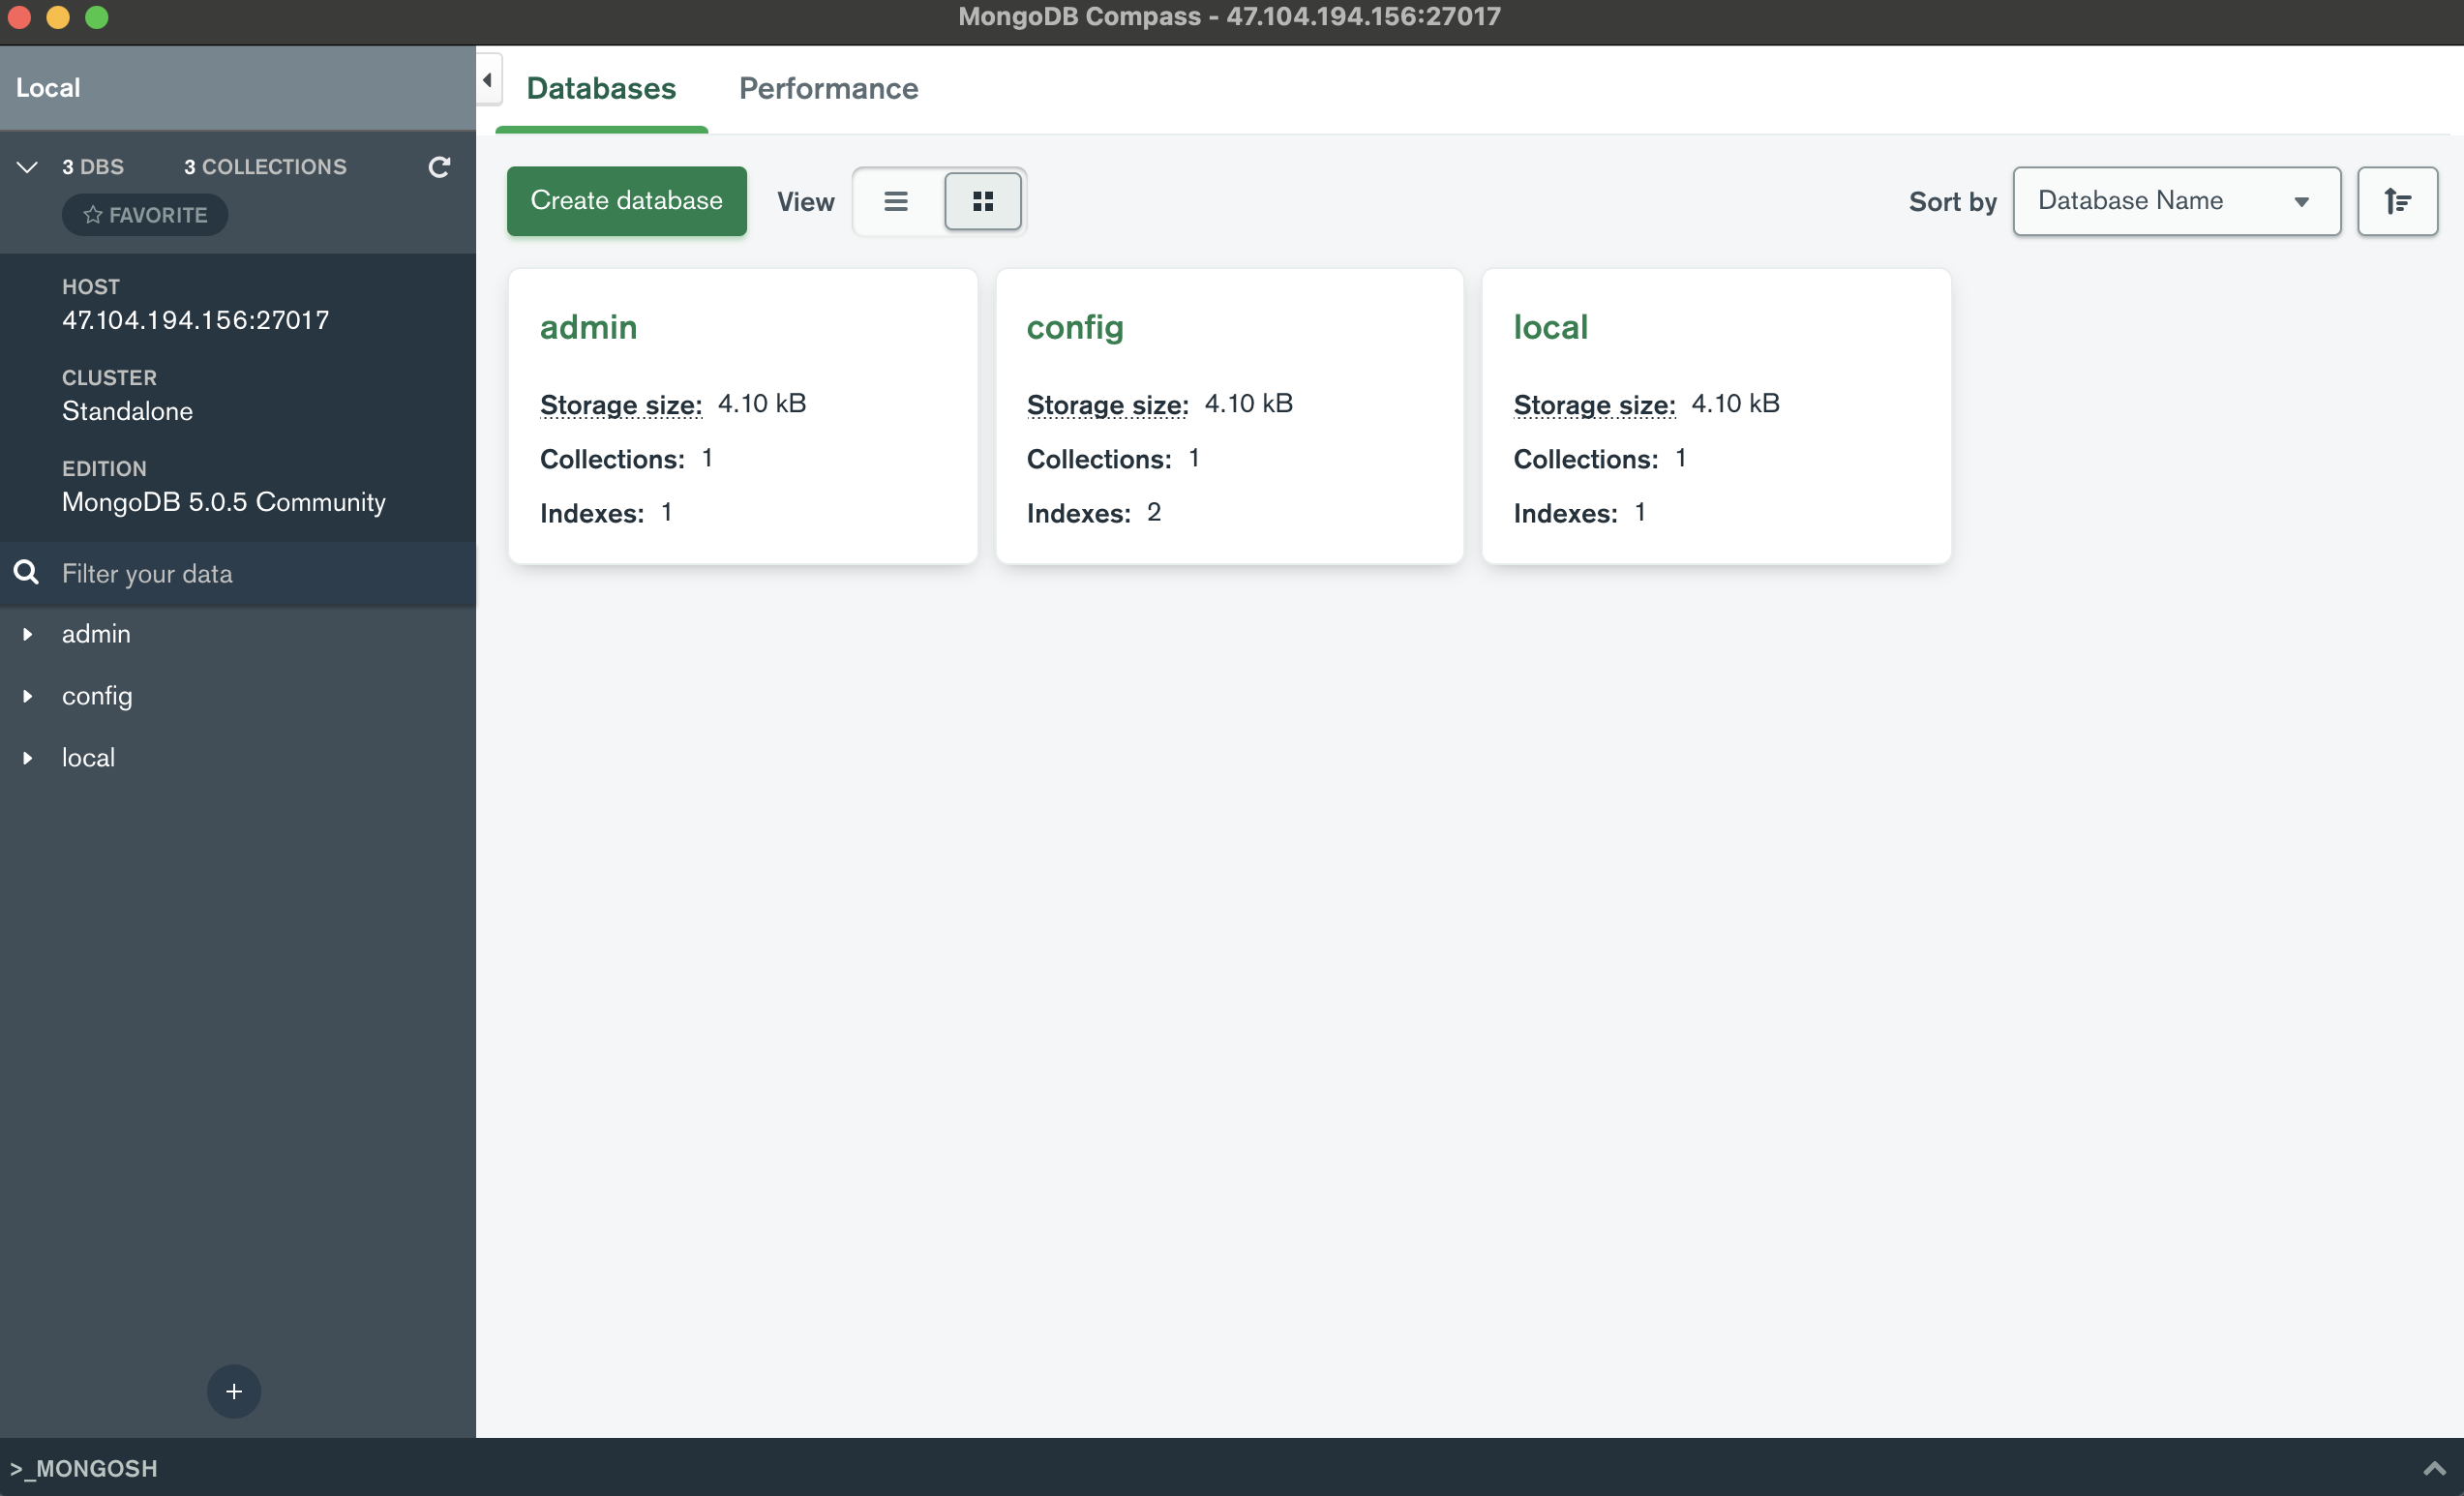 MongoDB Compass - 47.104.194.156:27017
Local
3 DBS 3 COLLECTIONS
FAVORITE
HOST
47.104.194.156:27017
CLUSTER
Standalone
EDITION
MongoDB 5.0.5 Community
Filter your data
admin
config
local
>_MONGOSH
Databases Performance
Create database View Sort by Database Name
admin
Storage size: 4.10 kB
Collections: 1
Indexes: 1
config
Storage size: 4.10 kB
Collections: 1
Indexes: 2
local
Storage size: 4.10 kB
Collections: 1
Indexes: 1